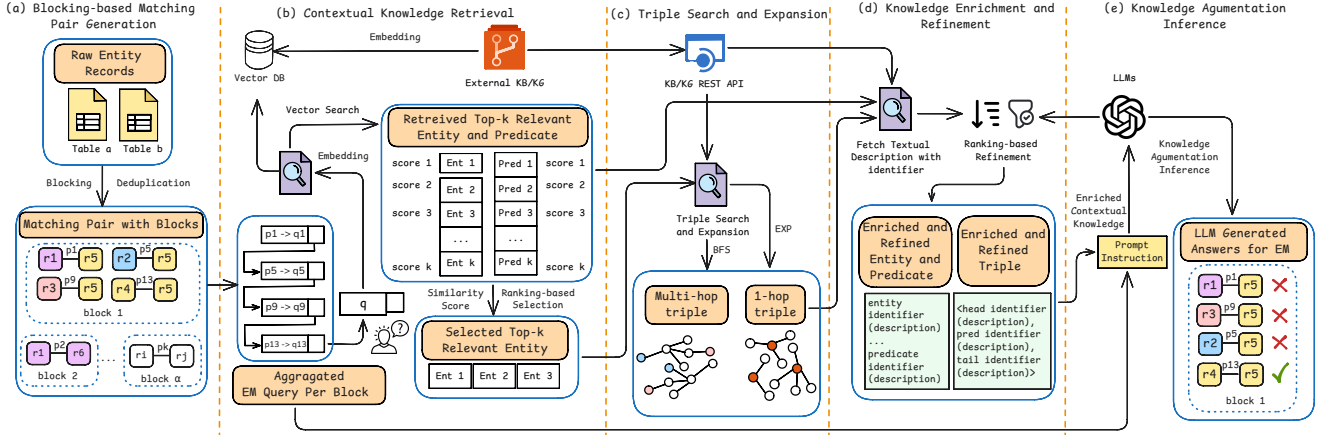 (a) Blocking-based Matching
Pair Generation
Raw Entity
Records
Table a
Table b
Blocking
Deduplication
Matching Pair with Blocks
r1
p1
r5
r2
p5
r5
r3
p9
r5
r4
p13
r5
block 1
r1
p2
r6
...
ri
pk
rj
block 2
block α
(b) Contextual Knowledge Retrieval
Embedding
Vector DB
External KB/KG
Vector Search
Embedding
Retreived Top-k Relevant
Entity and Predicate
score 1
Ent 1
Pred 1
score 1
score 2
Ent 2
Pred 2
score 2
score 3
Ent 3
Pred 3
score 3
...
...
score k
Ent k
Pred k
score k
p1 -> q1
p5 -> q5
p9 -> q9
p13 -> q13
q
?
Similarity
Score
Ranking-based
Selection
Selected Top-k
Relevant Entity
Ent 1
Ent 2
Ent 3
Aggragated
EM Query Per Block
(c) Triple Search and Expansion
KB/KG REST API
Triple Search
and Expansion
BFS
EXP
Multi-hop
triple
1-hop
triple
(d) Knowledge Enrichment and
Refinement
Fetch Textual
Description with
identifier
Ranking-based
Refinement
Enriched and
Refined
Entity and
Predicate
Enriched and
Refined
Triple
entity
identifier
(description)
...
predicate
identifier
(description)
<head identifier
(description),
pred identifier
(description),
tail identifier
(description)>
(e) Knowledge Agumentation
Inference
LLMs
Knowledge
Agumentation
Inference
Enriched
Contextual
Knowledge
Prompt
Instruction
LLM Generated
Answers for EM
r1
p1
r5
r3
p9
r5
r2
p5
r5
r4
p13
r5
block 1